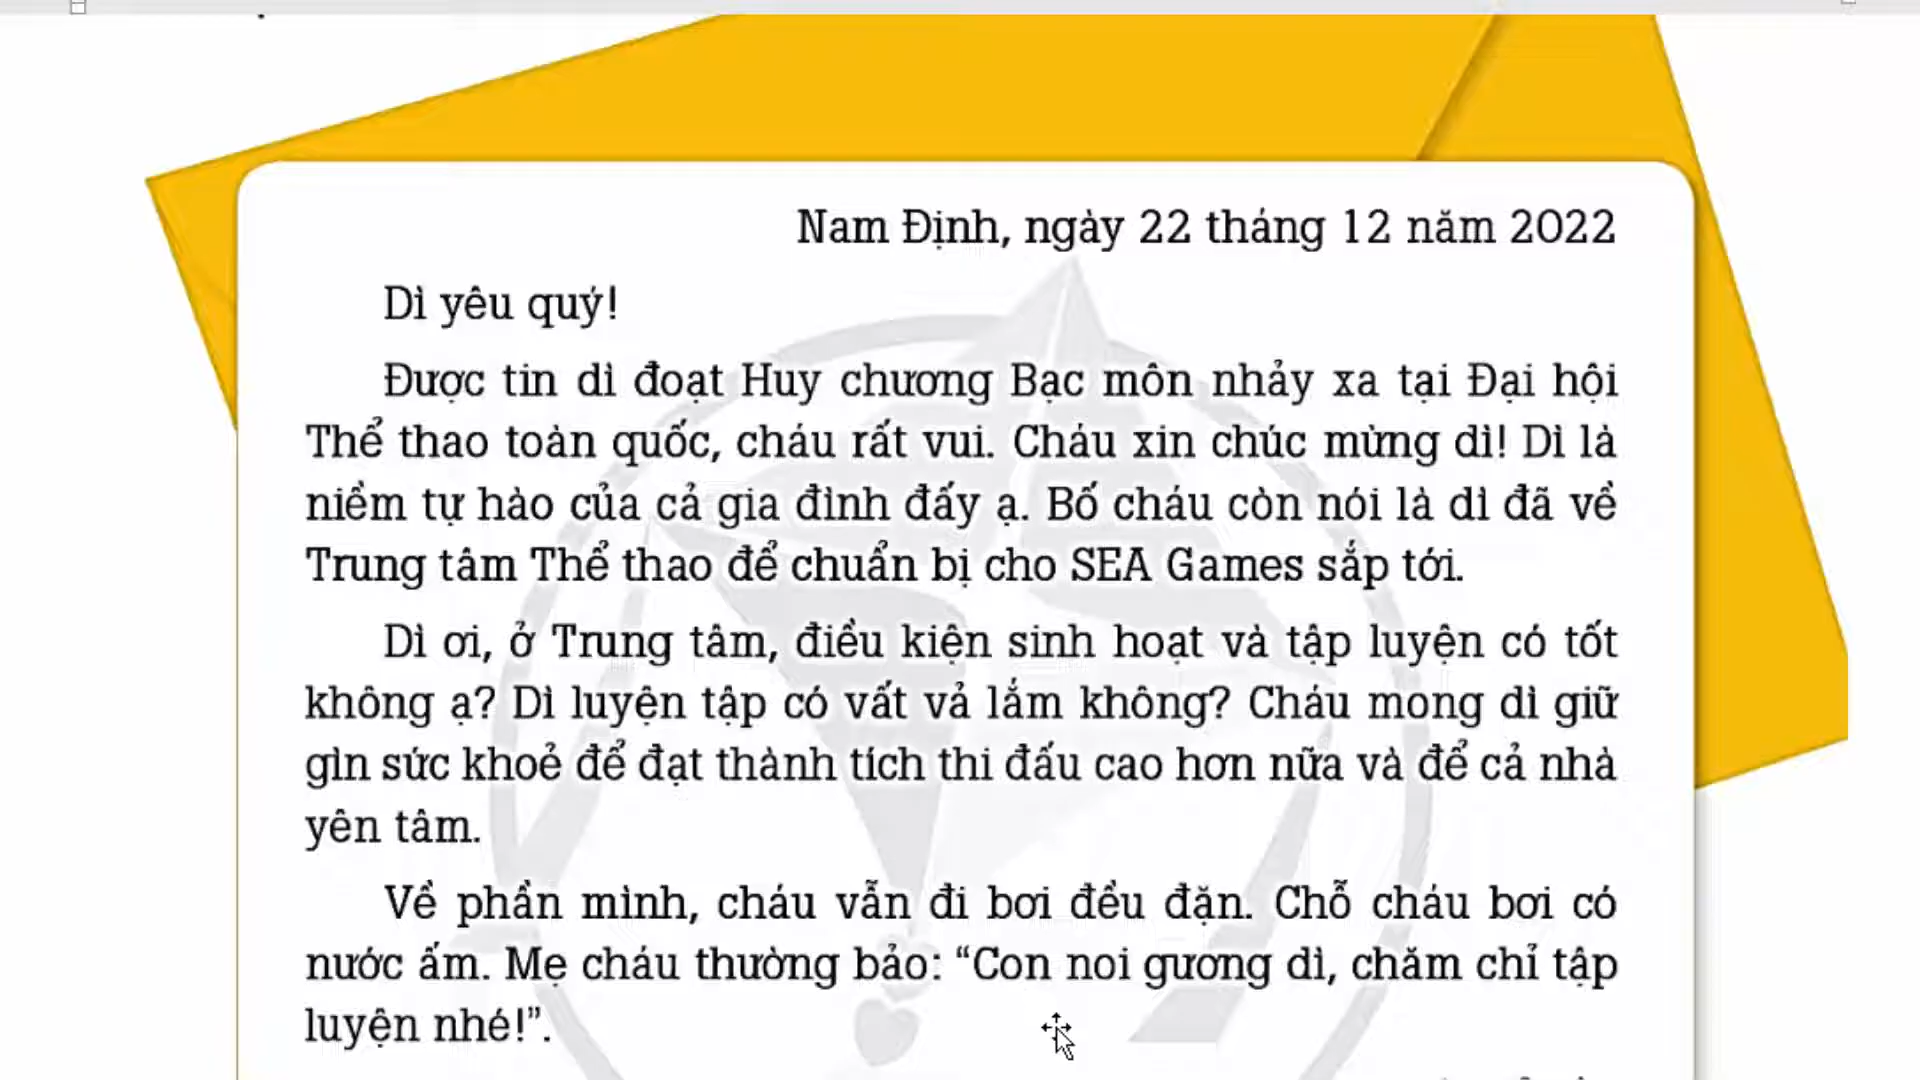 Nam Định, ngày 22 tháng 12 năm 2022
Dì yêu quý!
Được tin dì đoạt Huy chương Bạc môn nhảy xa tại Đại hội
Thể thao toàn quốc, cháu rất vui. Cháu xin chúc mừng dì! Dì là
niềm tự hào của cả gia đình đấy ạ. Bố cháu còn nói là dì đã về
Trung tâm Thể thao để chuẩn bị cho SEA Games sắp tới.
Dì ơi, ở Trung tâm, điều kiện sinh hoạt và tập luyện có tốt
không ạ? Dì luyện tập có vất vả lắm không? Cháu mong dì giữ
gìn sức khoẻ để đạt thành tích thi đấu cao hơn nữa và để cả nhà
yên tâm.
Về phần mình, cháu vẫn đi bơi đều đặn. Chỗ cháu bơi có
nước ấm. Mẹ cháu thường bảo: “Con noi gương dì, chăm chỉ tập
luyện nhé!”.